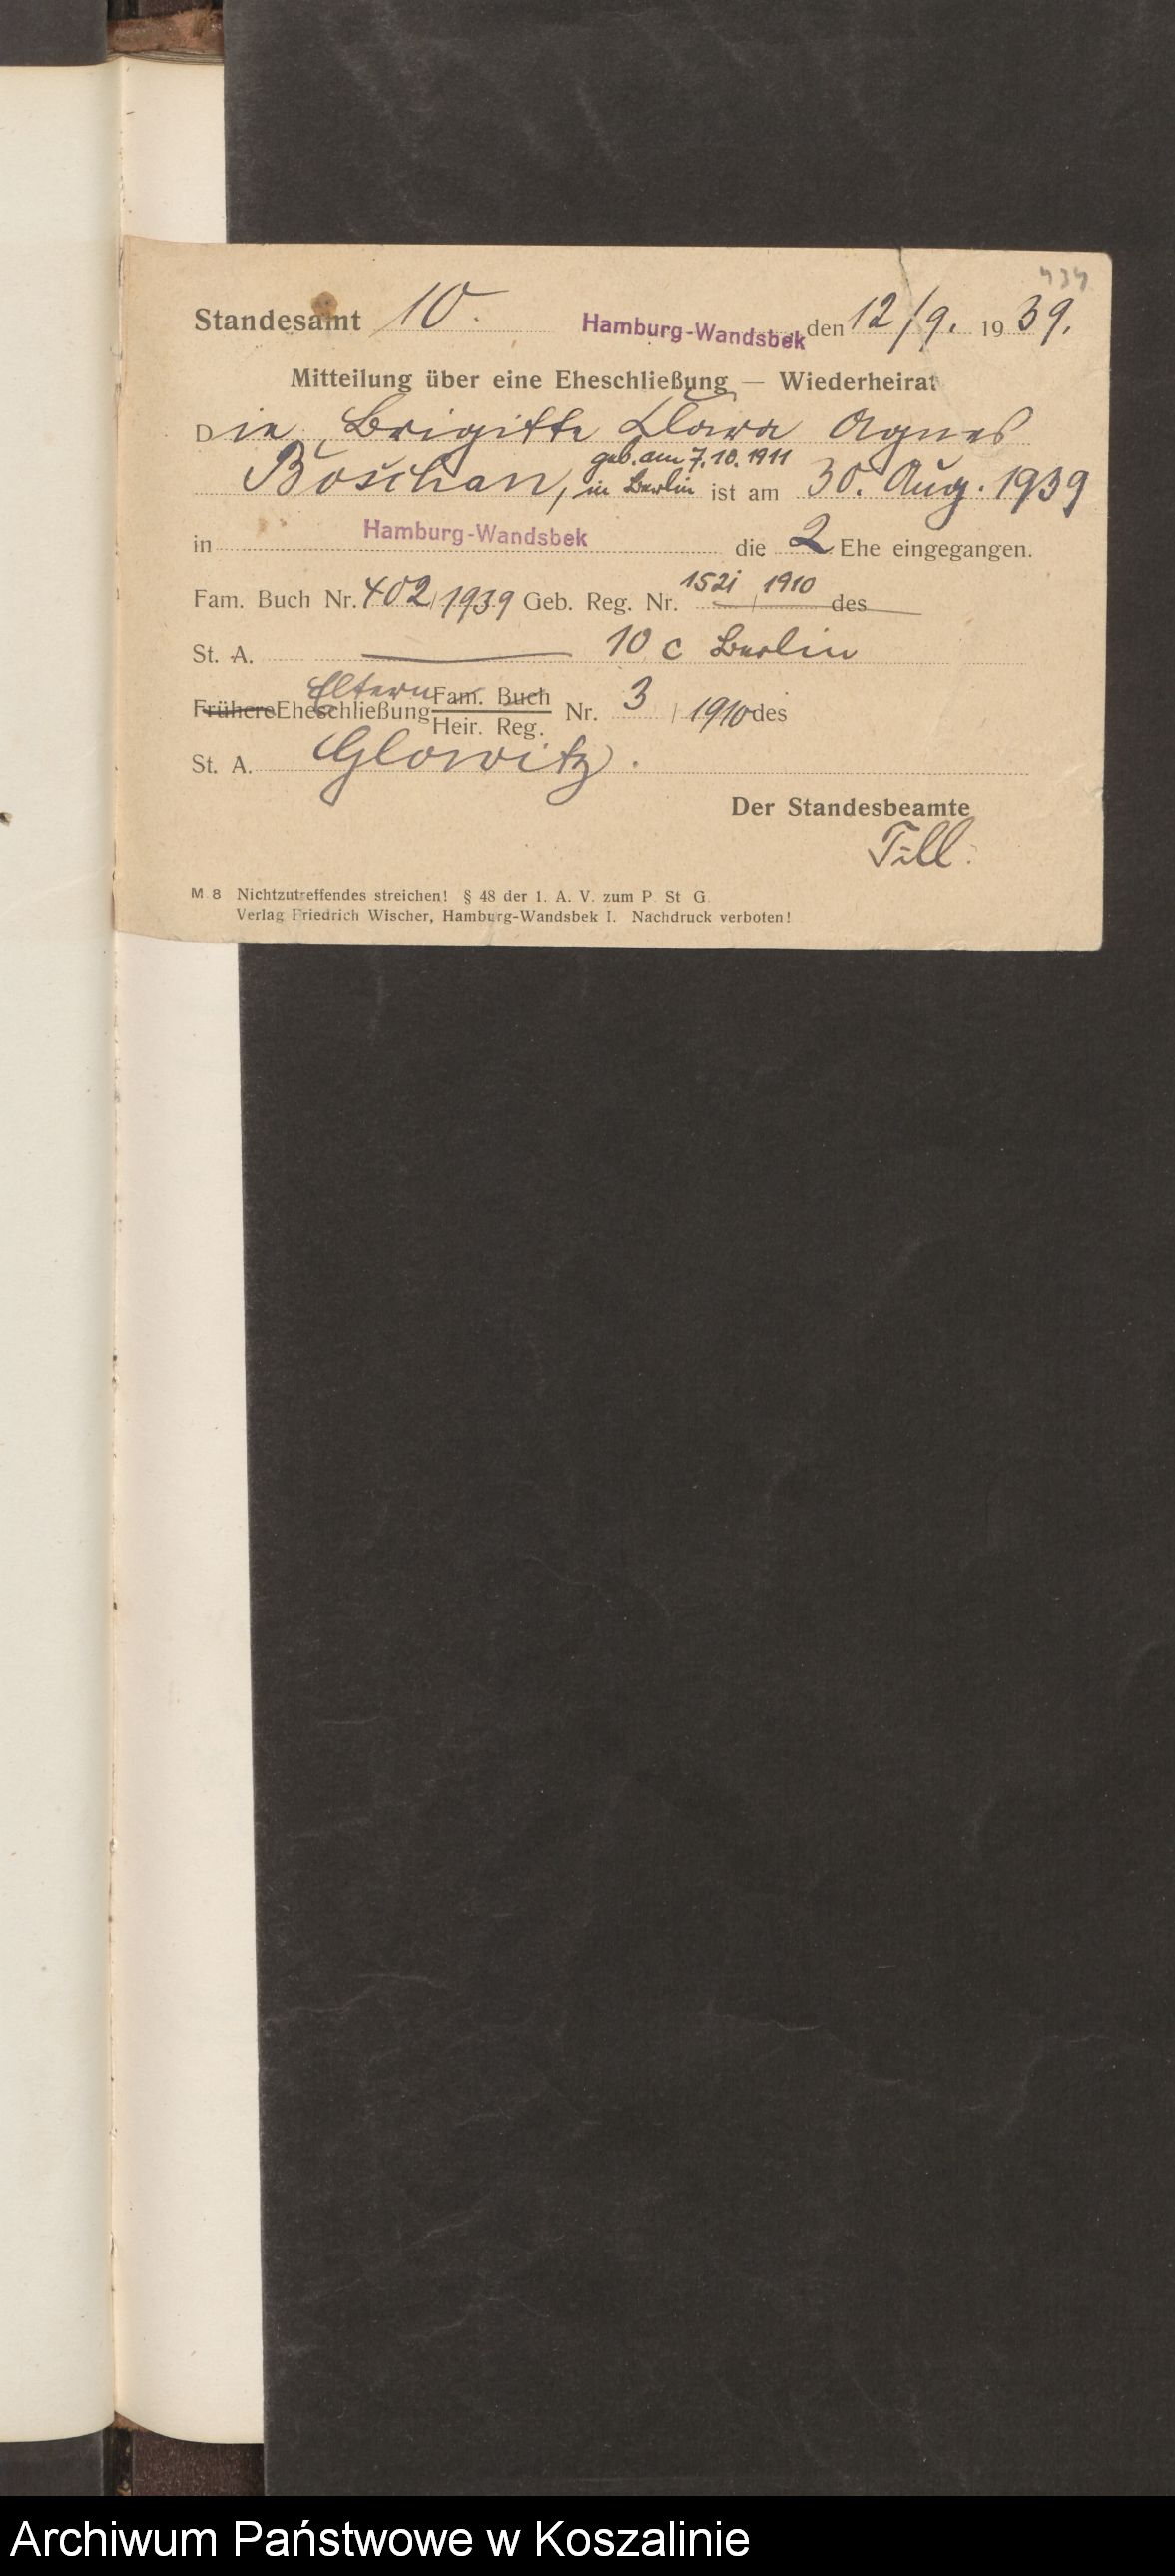 434
Standesamt 10. Hamburg-Wandsbek den 12/9. 1939.
Mitteilung über eine Eheschließung — Wiederheirat
Die Brigitte Clara Agnes
geb. am 7.10.1911
Boschan, in Berlin ist am 30. Aug. 1939
in Hamburg-Wandsbek die 2 Ehe eingegangen.
1521 1910
Fam. Buch Nr. 402/1939 Geb. Reg. Nr. / des
St. A. 10 c Berlin
Eltern
Frühere Eheschließung Fam. Buch
Heir. Reg. Nr. 3 / 1910 des
St. A. Glowitz.
Der Standesbeamte
Till.
M 8 Nichtzutreffendes streichen! § 48 der 1. A. V. zum P. St G.
Verlag Friedrich Wischer, Hamburg-Wandsbek I. Nachdruck verboten!
Archiwum Państwowe w Koszalinie